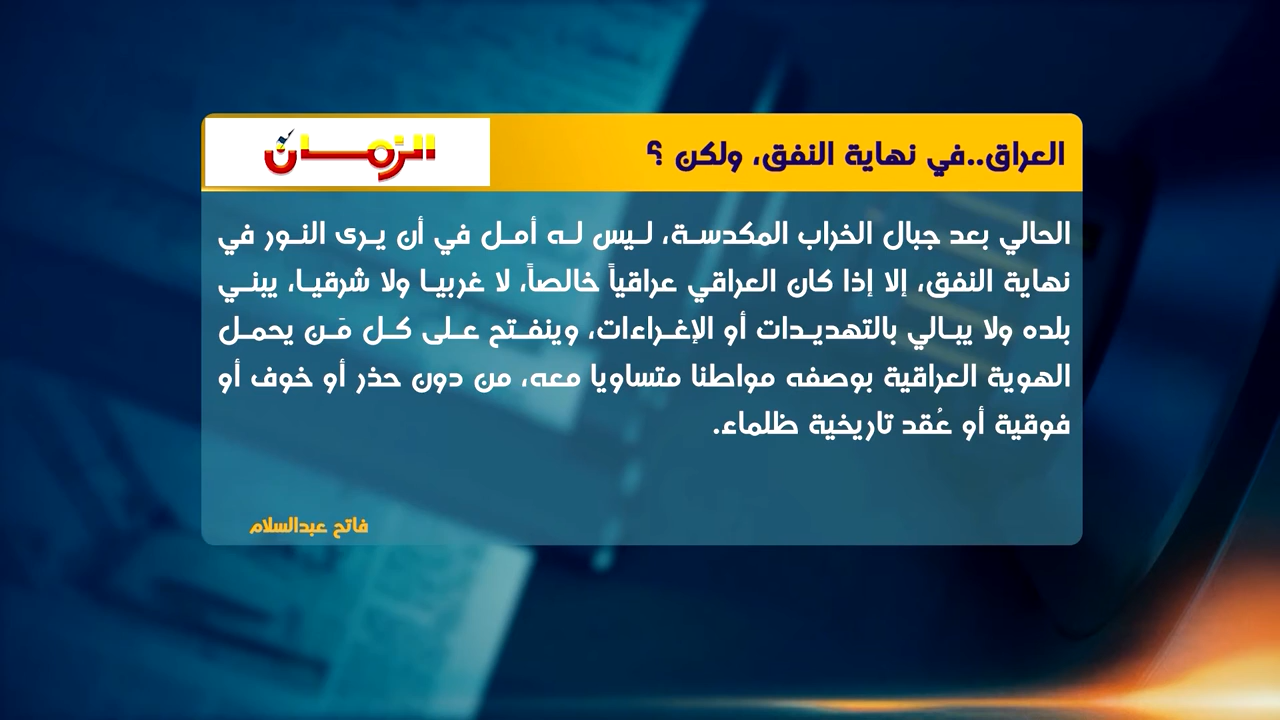 العراق..في نهاية النفق، ولكن ؟
الزمان
الحالي بعد جبال الخراب المكدسة، ليس له أمل في أن يرى النور في
نهاية النفق، إلا إذا كان العراقي عراقياً خالصاً، لا غربيا ولا شرقيا، يبني
بلده ولا يبالي بالتهديدات أو الإغراءات، وينفتح على كل مَن يحمل
الهوية العراقية بوصفه مواطنا متساويا معه، من دون حذر أو خوف أو
فوقية أو عُقد تاريخية ظلماء.
فاتح عبدالسلام